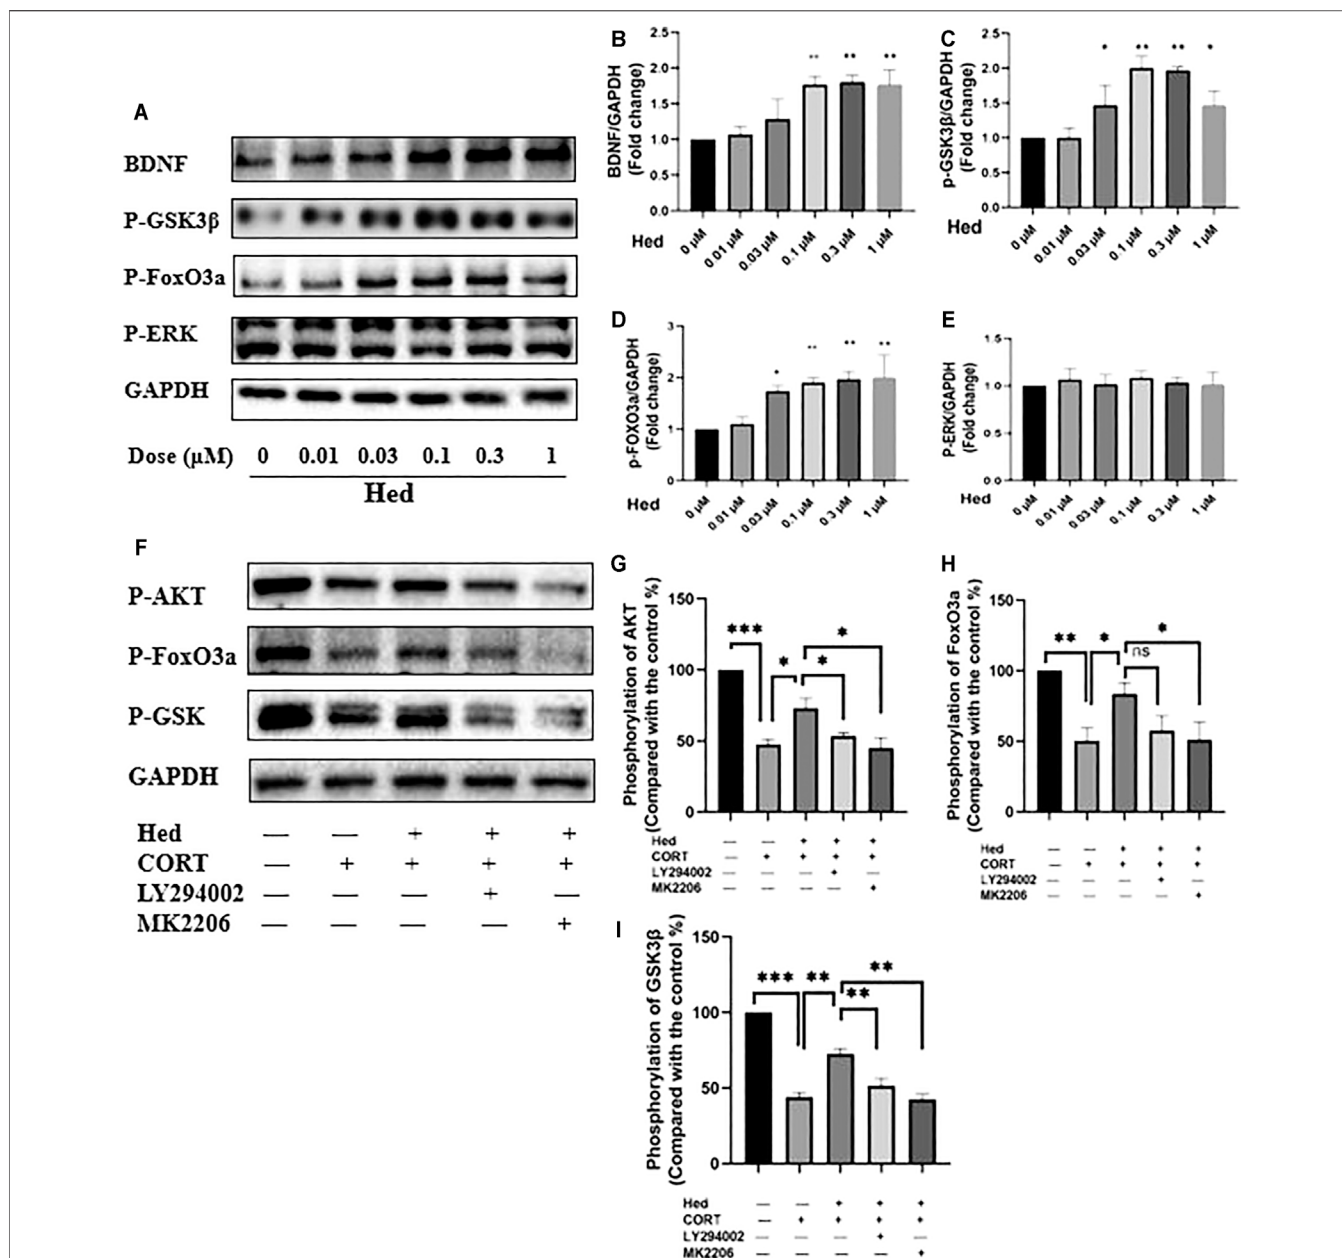 A
BDNF
P-GSK3β
P-FoxO3a
P-ERK
GAPDH
Dose (μM) 0 0.01 0.03 0.1 0.3 1
Hed
B
BDNF/GAPDH
(Fold change)
2.5
2.0
1.5
1.0
0.5
0.0
** ** **
Hed
0 μM 0.01 μM 0.03 μM 0.1 μM 0.3 μM 1 μM
C
p-GSK3β/GAPDH
(Fold change)
2.5
2.0
1.5
1.0
0.5
0.0
* ** ** *
Hed
0 μM 0.01 μM 0.03 μM 0.1 μM 0.3 μM 1 μM
D
p-FOXO3a/GAPDH
(Fold change)
3
2
1
0
* ** ** **
Hed
0 μM 0.01 μM 0.03 μM 0.1 μM 0.3 μM 1 μM
E
P-ERK/GAPDH
(Fold change)
1.5
1.0
0.5
0.0
Hed
0 μM 0.01 μM 0.03 μM 0.1 μM 0.3 μM 1 μM
F
P-AKT
P-FoxO3a
P-GSK
GAPDH
Hed — — + + +
CORT — + + + +
LY294002 — — — + —
MK2206 — — — — +
G
Phosphorylation of AKT
(Compared with the control %)
150
100
50
0
*** * * *
Hed — — + + +
CORT — + + + +
LY294002 — — — + —
MK2206 — — — — +
H
Phosphorylation of FoxO3a
(Compared with the control %)
150
100
50
0
** * ns *
Hed — — + + +
CORT — + + + +
LY294002 — — — + —
MK2206 — — — — +
I
Phosphorylation of GSK3β
(Compared with the control %)
150
100
50
0
*** ** ** **
Hed — — + + +
CORT — + + + +
LY294002 — — — + —
MK2206 — — — — +